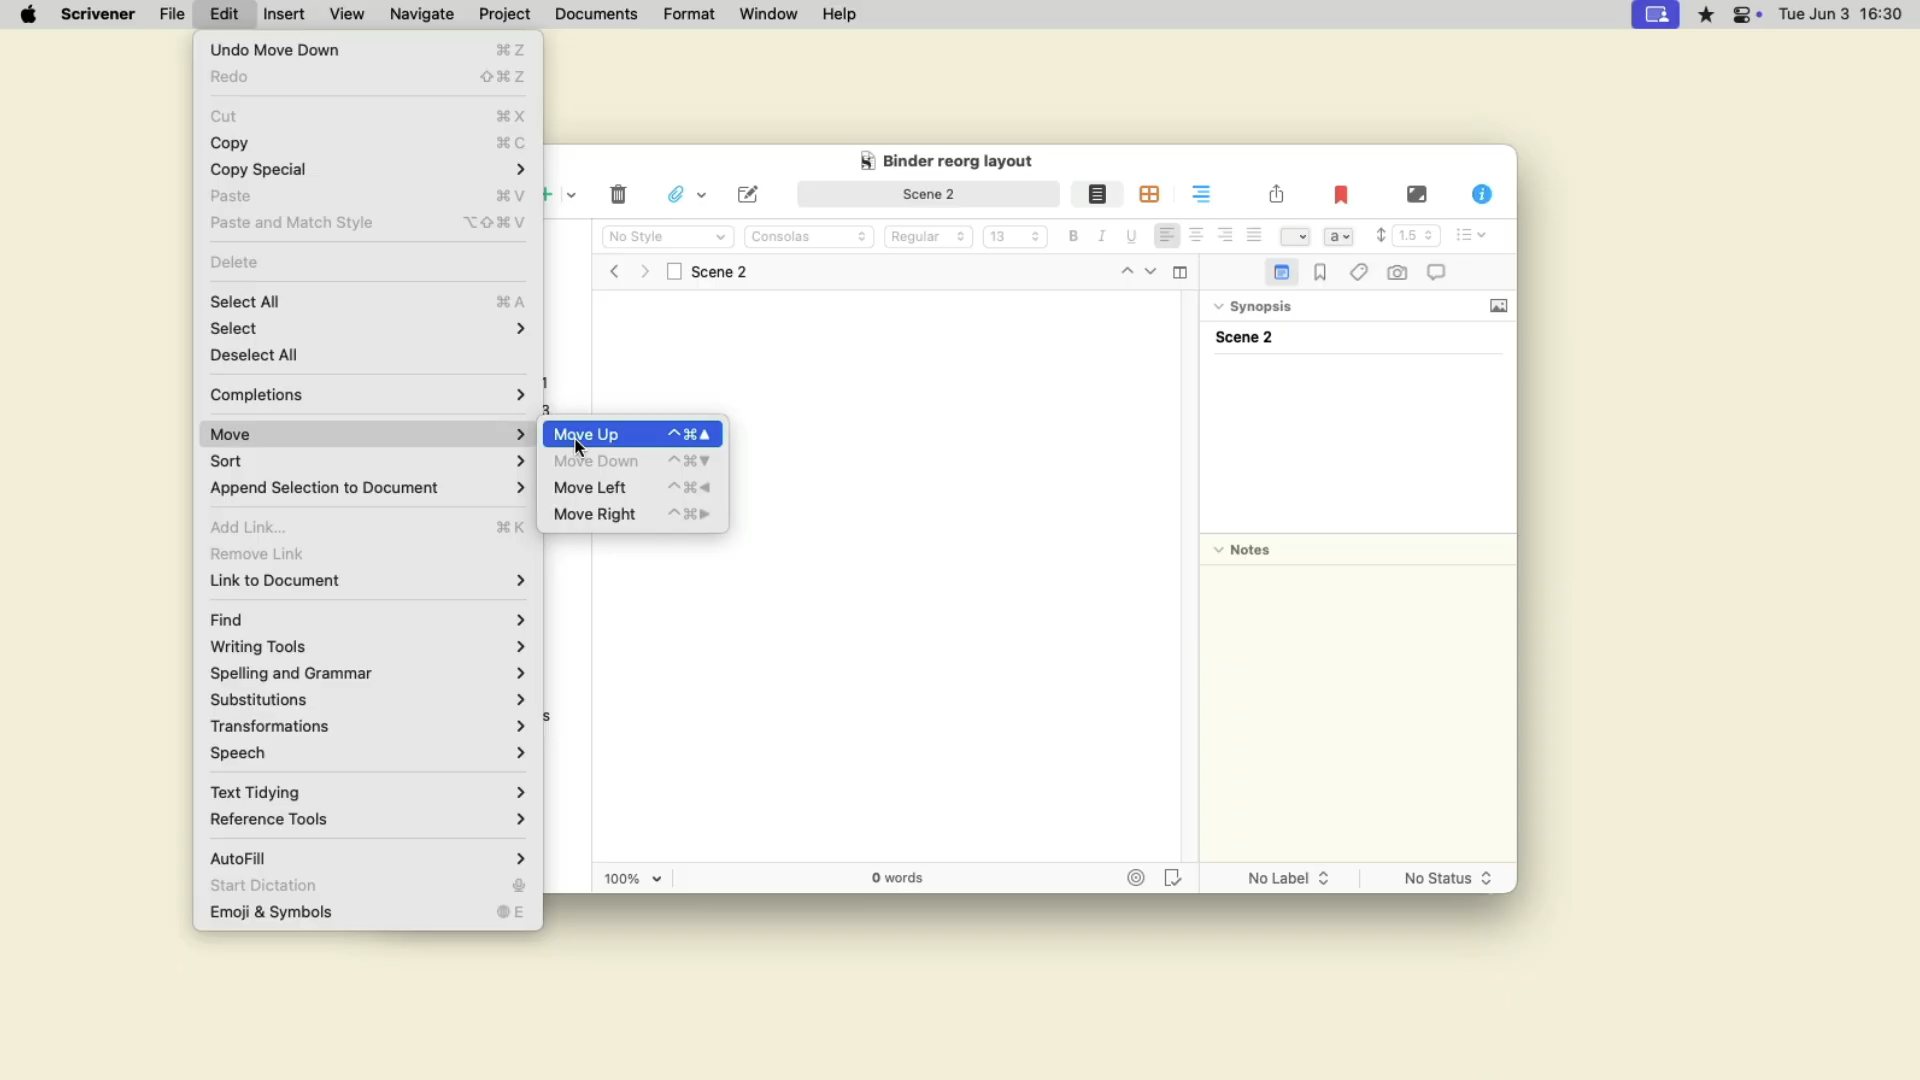 Scrivener File Edit Insert View Navigate Project Documents Format Window Help Tue Jun 3 16:30
Undo Move Down ⌘ Z
Redo ⇧ ⌘ Z
Cut ⌘ X
Copy ⌘ C
Copy Special
Paste ⌘ V
Paste and Match Style ⌥ ⇧ ⌘ V
Delete
Select All ⌘ A
Select
Deselect All
Completions
Move
Sort
Append Selection to Document
Add Link... ⌘ K
Remove Link
Link to Document
Find
Writing Tools
Spelling and Grammar
Substitutions
Transformations
Speech
Text Tidying
Reference Tools
AutoFill
Start Dictation
Emoji & Symbols E
Move Up ^⌘▲
Move Down ^⌘▼
Move Left ^⌘◀
Move Right ^⌘▶
1
3
s
Binder reorg layout
Scene 2
No Style Consolas Regular 13 B I U a 1.5
Scene 2
Synopsis
Scene 2
Notes
100% 0 words No Label No Status